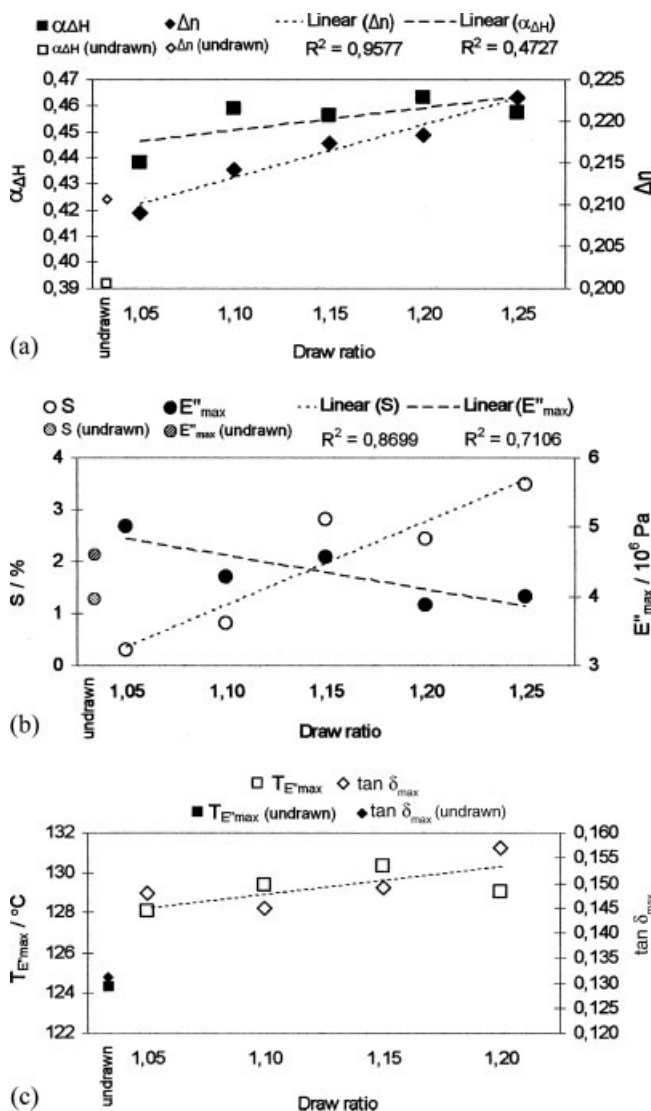 ■ αΔH ◆ Δn ······ Linear (Δn) – – – Linear (αΔH)
□ αΔH (undrawn) ◇ Δn (undrawn) R² = 0,9577 R² = 0,4727
0,47 0,225
0,46 0,220
0,45
0,44 0,215
0,43
0,42 0,210
0,41 0,205
0,40
0,39 0,200
αΔH
Δn
undrawn 1,05 1,10 1,15 1,20 1,25
(a) Draw ratio
○ S ● E"max ······ Linear (S) – – – Linear (E"max)
S (undrawn) E"max (undrawn) R² = 0,8699 R² = 0,7106
4 6
3 5
2
1 4
0 3
S / %
E"max / 10⁶ Pa
undrawn 1,05 1,10 1,15 1,20 1,25
(b) Draw ratio
□ TE"max ◇ tan δmax
■ TE"max (undrawn) ◆ tan δmax (undrawn)
132 0,160
130 0,155
0,150
128 0,145
126 0,140
0,135
124 0,130
0,125
122 0,120
TE"max / °C
tan δmax
undrawn 1,05 1,10 1,15 1,20
(c) Draw ratio